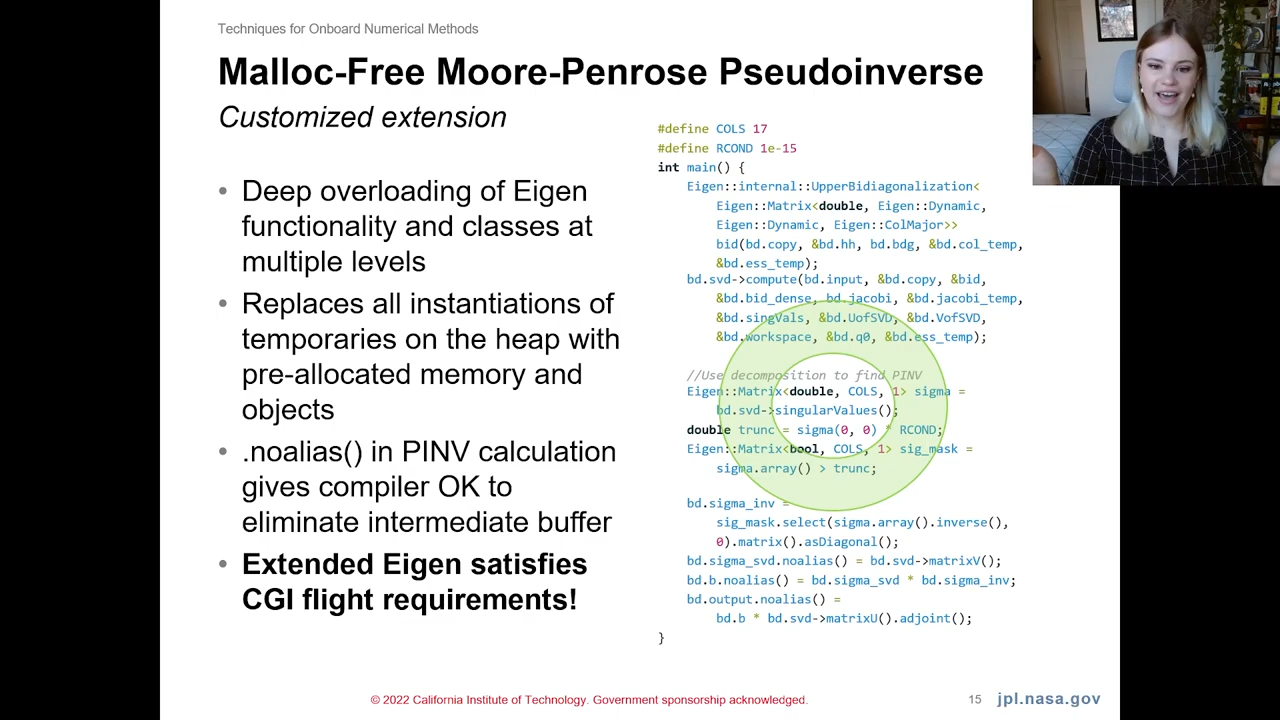 Techniques for Onboard Numerical Methods
Malloc-Free Moore-Penrose Pseudoinverse
Customized extension
• Deep overloading of Eigen
functionality and classes at
multiple levels
• Replaces all instantiations of
temporaries on the heap with
pre-allocated memory and
objects
• .noalias() in PINV calculation
gives compiler OK to
eliminate intermediate buffer
• Extended Eigen satisfies
CGI flight requirements!
#define COLS 17
#define RCOND 1e-15
int main() {
Eigen::internal::UpperBidiagonalization<
Eigen::Matrix<double, Eigen::Dynamic,
Eigen::Dynamic, Eigen::ColMajor>>
bid(bd.copy, &bd.hh, bd.bdg, &bd.col_temp,
&bd.ess_temp);
bd.svd->compute(bd.input, &bd.copy, &bid,
&bd.bid_dense, bd.jacobi, &bd.jacobi_temp,
&bd.singVals, &bd.UofSVD, &bd.VofSVD,
&bd.workspace, &bd.q0, &bd.ess_temp);
//Use decomposition to find PINV
Eigen::Matrix<double, COLS, 1> sigma =
bd.svd->singularValues();
double trunc = sigma(0, 0) * RCOND;
Eigen::Matrix<bool, COLS, 1> sig_mask =
sigma.array() > trunc;
bd.sigma_inv =
sig_mask.select(sigma.array().inverse(),
0).matrix().asDiagonal();
bd.sigma_svd.noalias() = bd.svd->matrixV();
bd.b.noalias() = bd.sigma_svd * bd.sigma_inv;
bd.output.noalias() =
bd.b * bd.svd->matrixU().adjoint();
}
© 2022 California Institute of Technology. Government sponsorship acknowledged.
15
jpl.nasa.gov